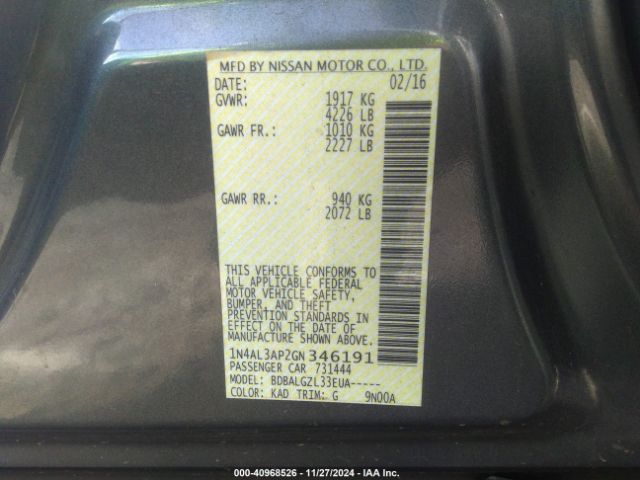 MFD BY NISSAN MOTOR CO., LTD.
DATE: 02/16
GVWR: 1917 KG
4226 LB
GAWR FR.: 1010 KG
2227 LB
GAWR RR.: 940 KG
2072 LB
THIS VEHICLE CONFORMS TO
ALL APPLICABLE FEDERAL
MOTOR VEHICLE SAFETY,
BUMPER, AND THEFT
PREVENTION STANDARDS IN
EFFECT ON THE DATE OF
MANUFACTURE SHOWN ABOVE.
1N4AL3AP2GN346191
PASSENGER CAR 731444
MODEL: BDBALGZL33EUA-----
COLOR: KAD TRIM: G 9N00A
000-40968526 - 11/27/2024 - IAA Inc.